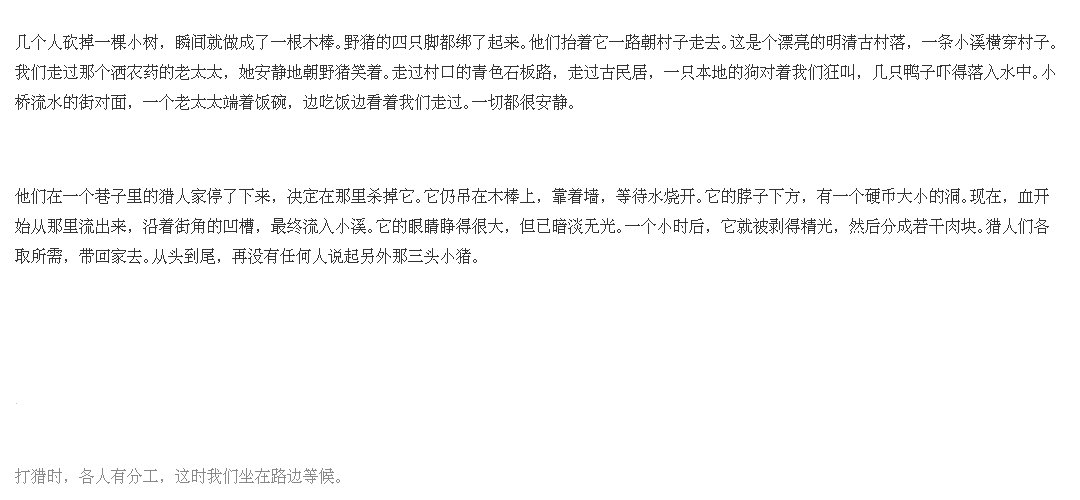 几个人砍掉一棵小树，瞬间就做成了一根木棒。野猪的四只脚都绑了起来。他们抬着它一路朝村子走去。这是个漂亮的明清古村落，一条小溪横穿村子。
我们走过那个洒农药的老太太，她安静地朝野猪笑着。走过村口的青色石板路，走过古民居，一只本地的狗对着我们狂叫，几只鸭子吓得落入水中。小
桥流水的街对面，一个老太太端着饭碗，边吃饭边看着我们走过。一切都很安静。
他们在一个巷子里的猎人家停了下来，决定在那里杀掉它。它仍吊在木棒上，靠着墙，等待水烧开。它的脖子下方，有一个硬币大小的洞。现在，血开
始从那里流出来，沿着街角的凹槽，最终流入小溪。它的眼睛睁得很大，但已暗淡无光。一个小时后，它就被剥得精光，然后分成若干肉块。猎人们各
取所需，带回家去。从头到尾，再没有任何人说起另外那三头小猪。
打猎时，各人有分工，这时我们坐在路边等候。